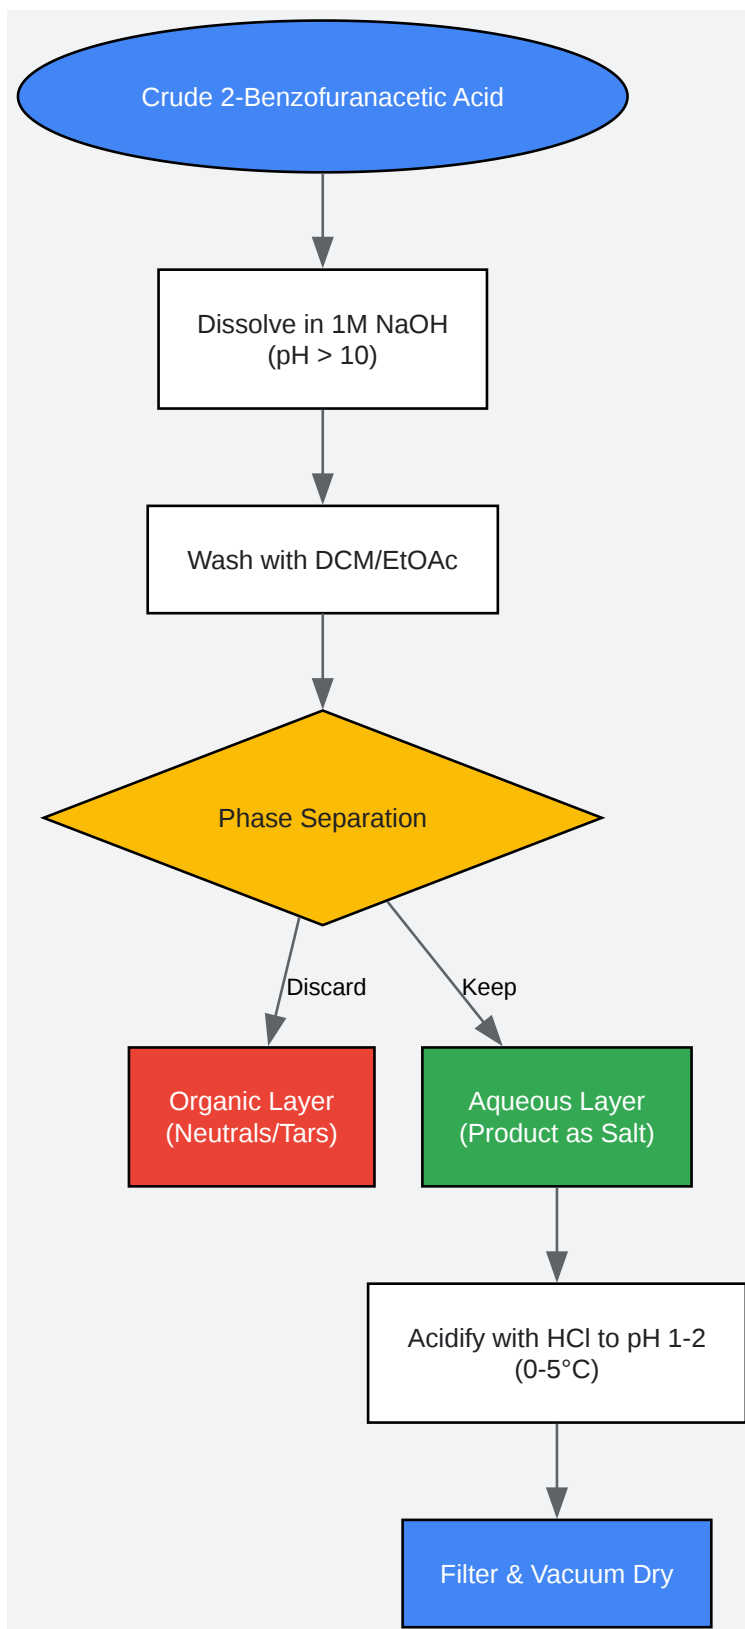 Crude 2-Benzofuranacetic Acid
Dissolve in 1M NaOH
(pH > 10)
Wash with DCM/EtOAc
Phase Separation
Discard
Keep
Organic Layer
(Neutrals/Tars)
Aqueous Layer
(Product as Salt)
Acidify with HCl to pH 1-2
(0-5°C)
Filter & Vacuum Dry